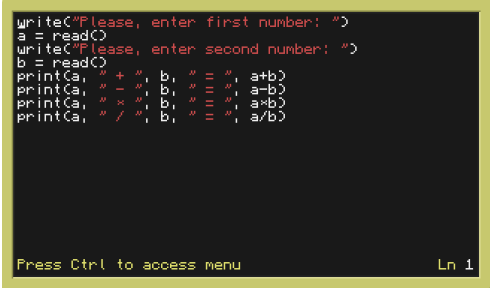 write("Please, enter first number: ")
a = read()
write("Please, enter second number: ")
b = read()
print(a, " + ", b, " = ", a+b)
print(a, " - ", b, " = ", a-b)
print(a, " * ", b, " = ", a*b)
print(a, " / ", b, " = ", a/b)
Press Ctrl to access menu Ln 1